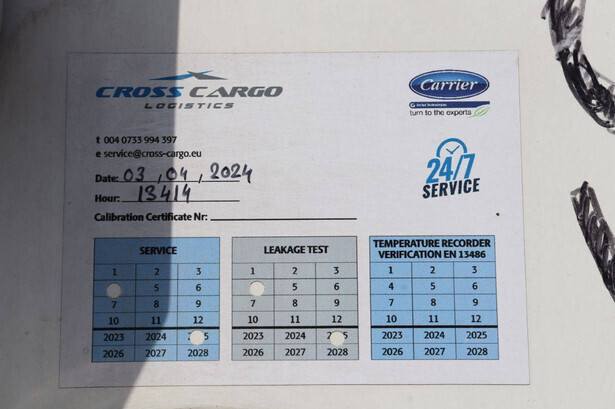 CROSS CARGO
LOGISTICS
Carrier
turn to the experts
t 004 0733 994 397
e service@cross-cargo.eu
Date: 03, 04, 2024
Hour: 13414
Calibration Certificate Nr:
24/7
SERVICE
SERVICE
1 2 3
5 6
7 8 9
10 11 12
2023 2024
2026 2027 2028
LEAKAGE TEST
1 2 3
5 6
7 8 9
10 11 12
2023 2024
2026 2027 2028
TEMPERATURE RECORDER
VERIFICATION EN 13486
1 2 3
4 5 6
7 8 9
10 11 12
2023 2024 2025
2026 2027 2028